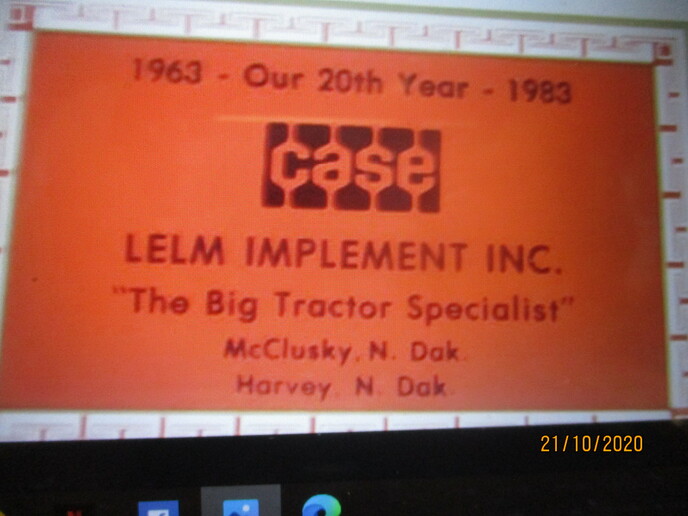 1963 - Our 20th Year - 1983
case
LELM IMPLEMENT INC.
"The Big Tractor Specialist"
McClusky, N. Dak.
Harvey, N. Dak.
21/10/2020